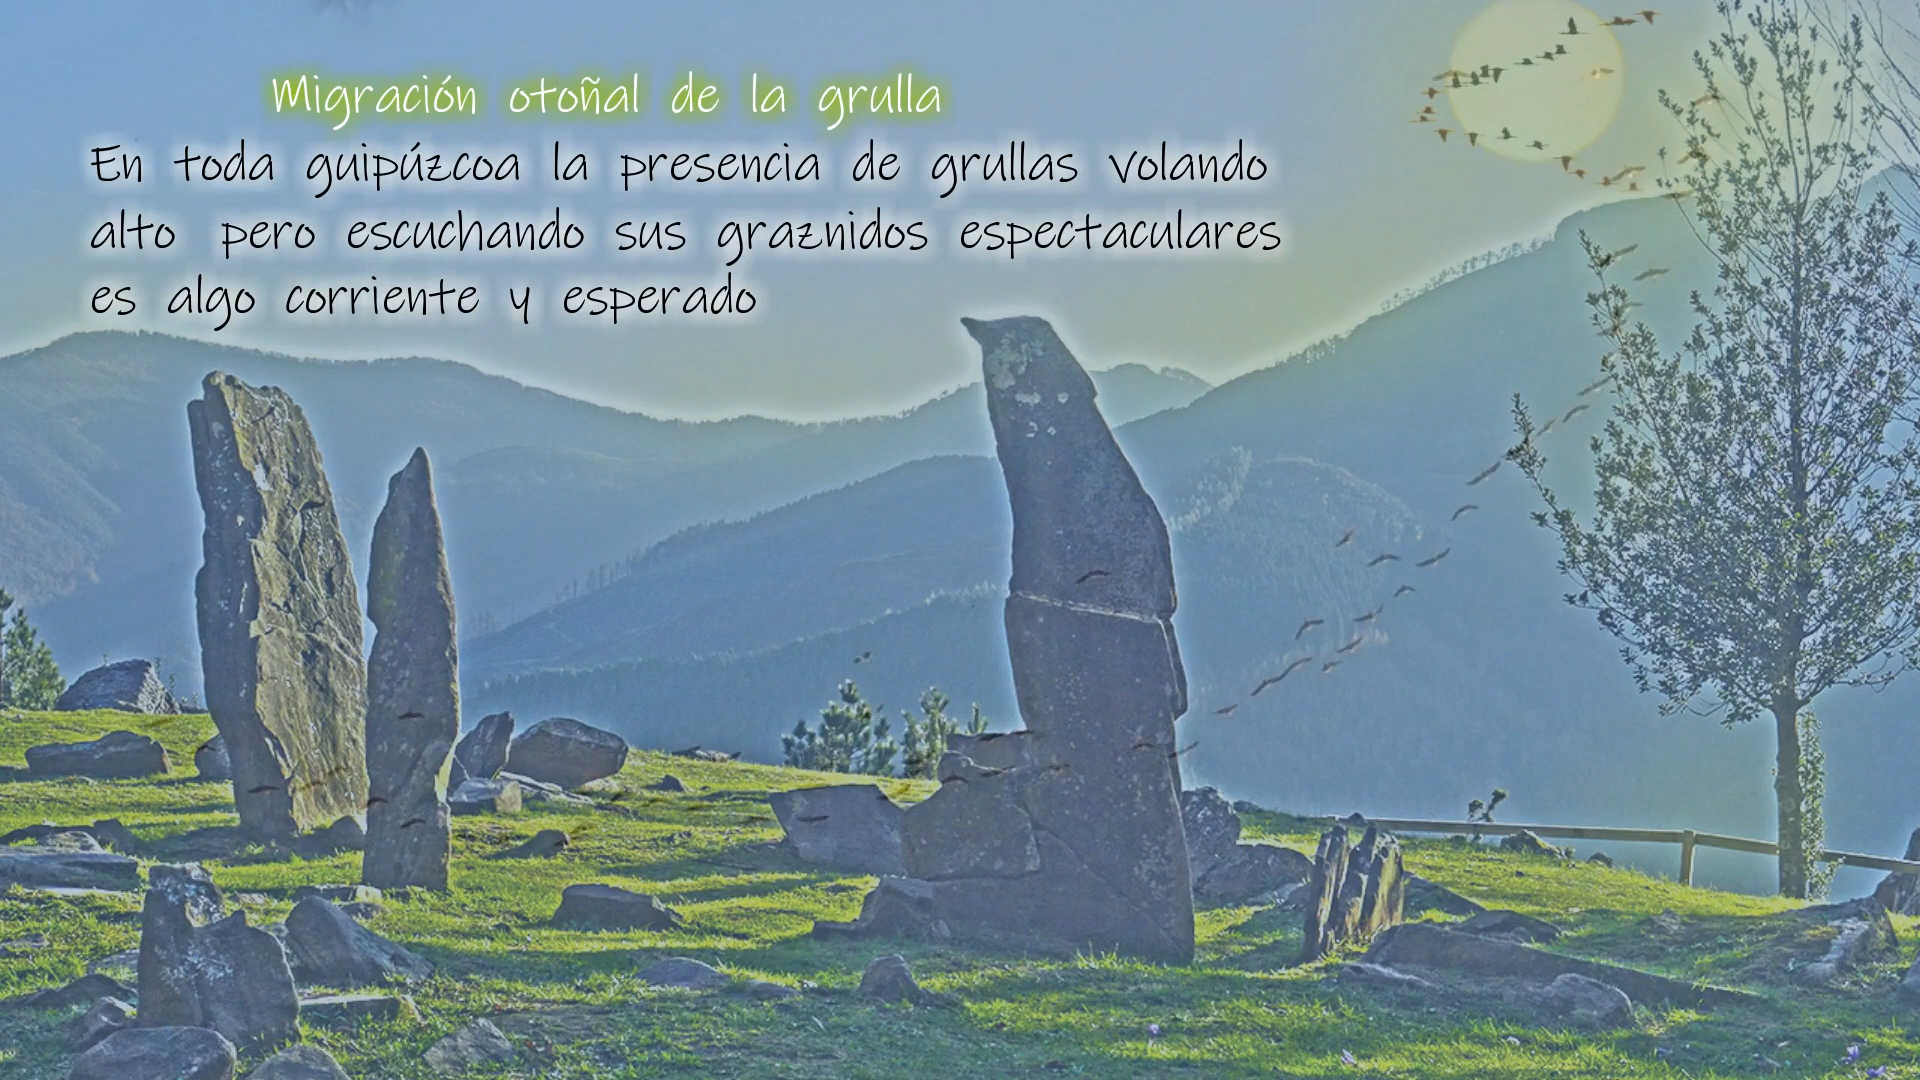 Migración otoñal de la grulla
En toda guipúzcoa la presencia de grullas volando
alto pero escuchando sus graznidos espectaculares
es algo corriente y esperado